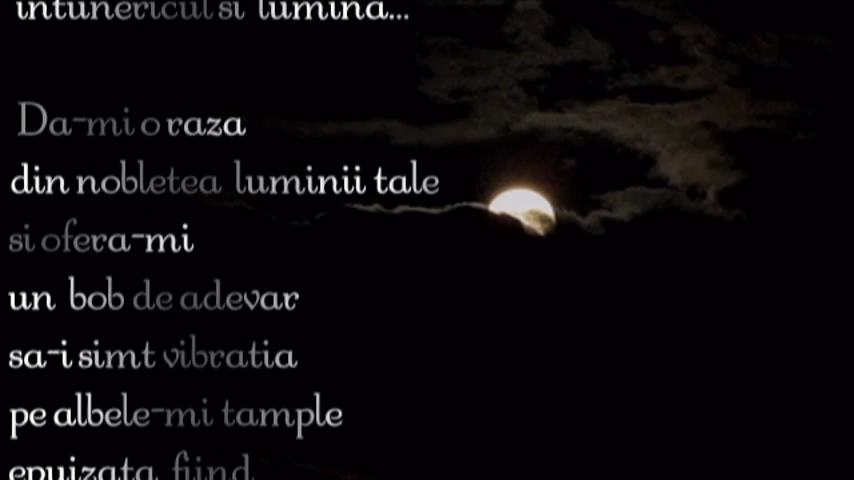 intunericul si lumina...
Da-mi o raza
din nobletea luminii tale
si ofera-mi
un bob de adevar
sa-i simt vibratia
pe albele-mi tample
epuizata fiind